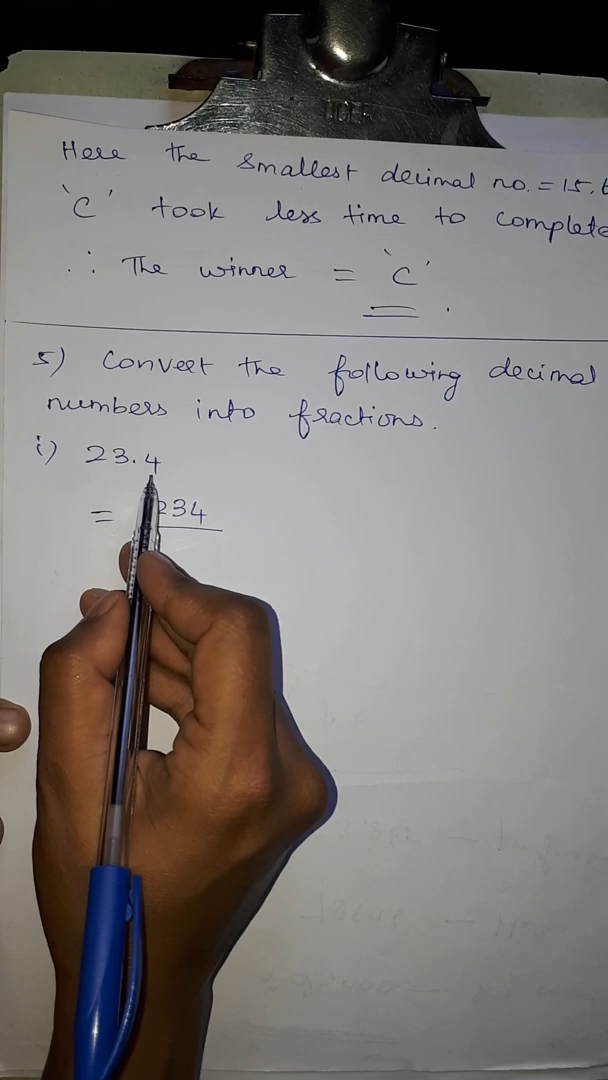 TIGER
Here the smallest decimal no. = 15.
'C' took less time to complete
∴ The winner = 'C'.
5) Convert the following decimal
numbers into fractions.
i) 23.4
= 234